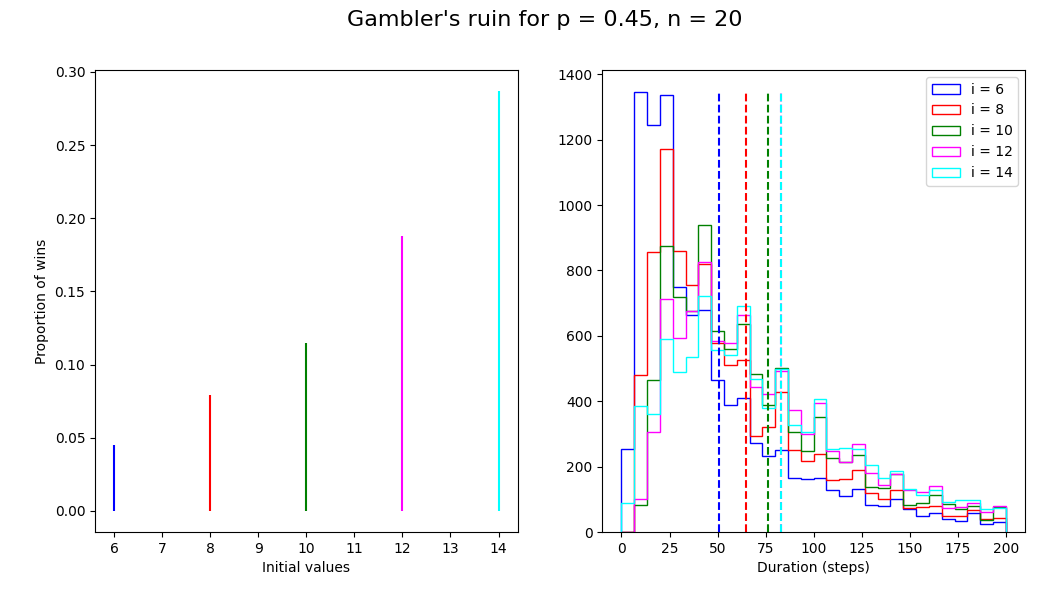 Gambler's ruin for p = 0.45, n = 20
Proportion of wins
0.30
0.25
0.20
0.15
0.10
0.05
0.00
6 7 8 9 10 11 12 13 14
Initial values
1400
1200
1000
800
600
400
200
0
0 25 50 75 100 125 150 175 200
Duration (steps)
i = 6
i = 8
i = 10
i = 12
i = 14